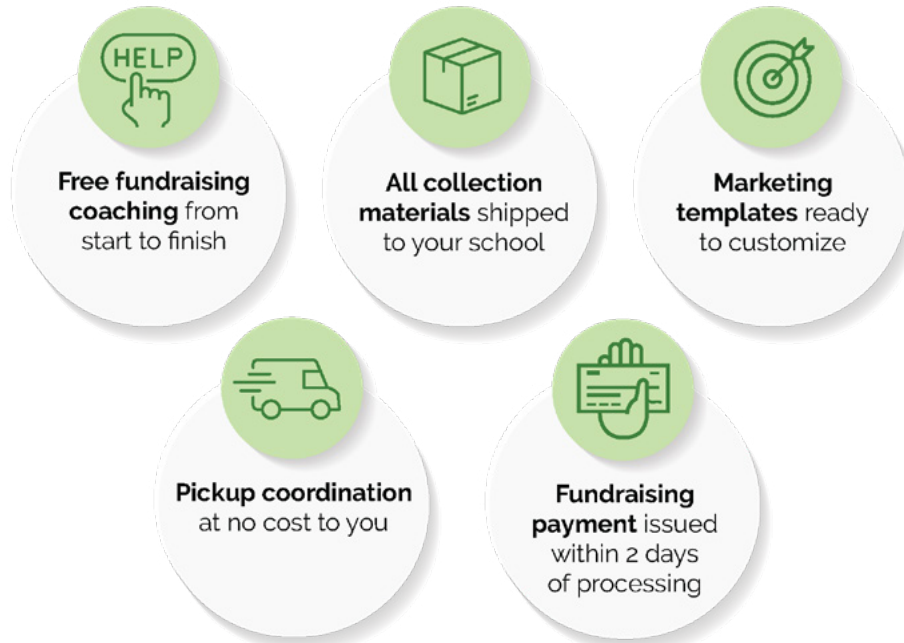 HELP
Free fundraising
coaching from
start to finish
All collection
materials shipped
to your school
Marketing
templates ready
to customize
Pickup coordination
at no cost to you
Fundraising
payment issued
within 2 days
of processing